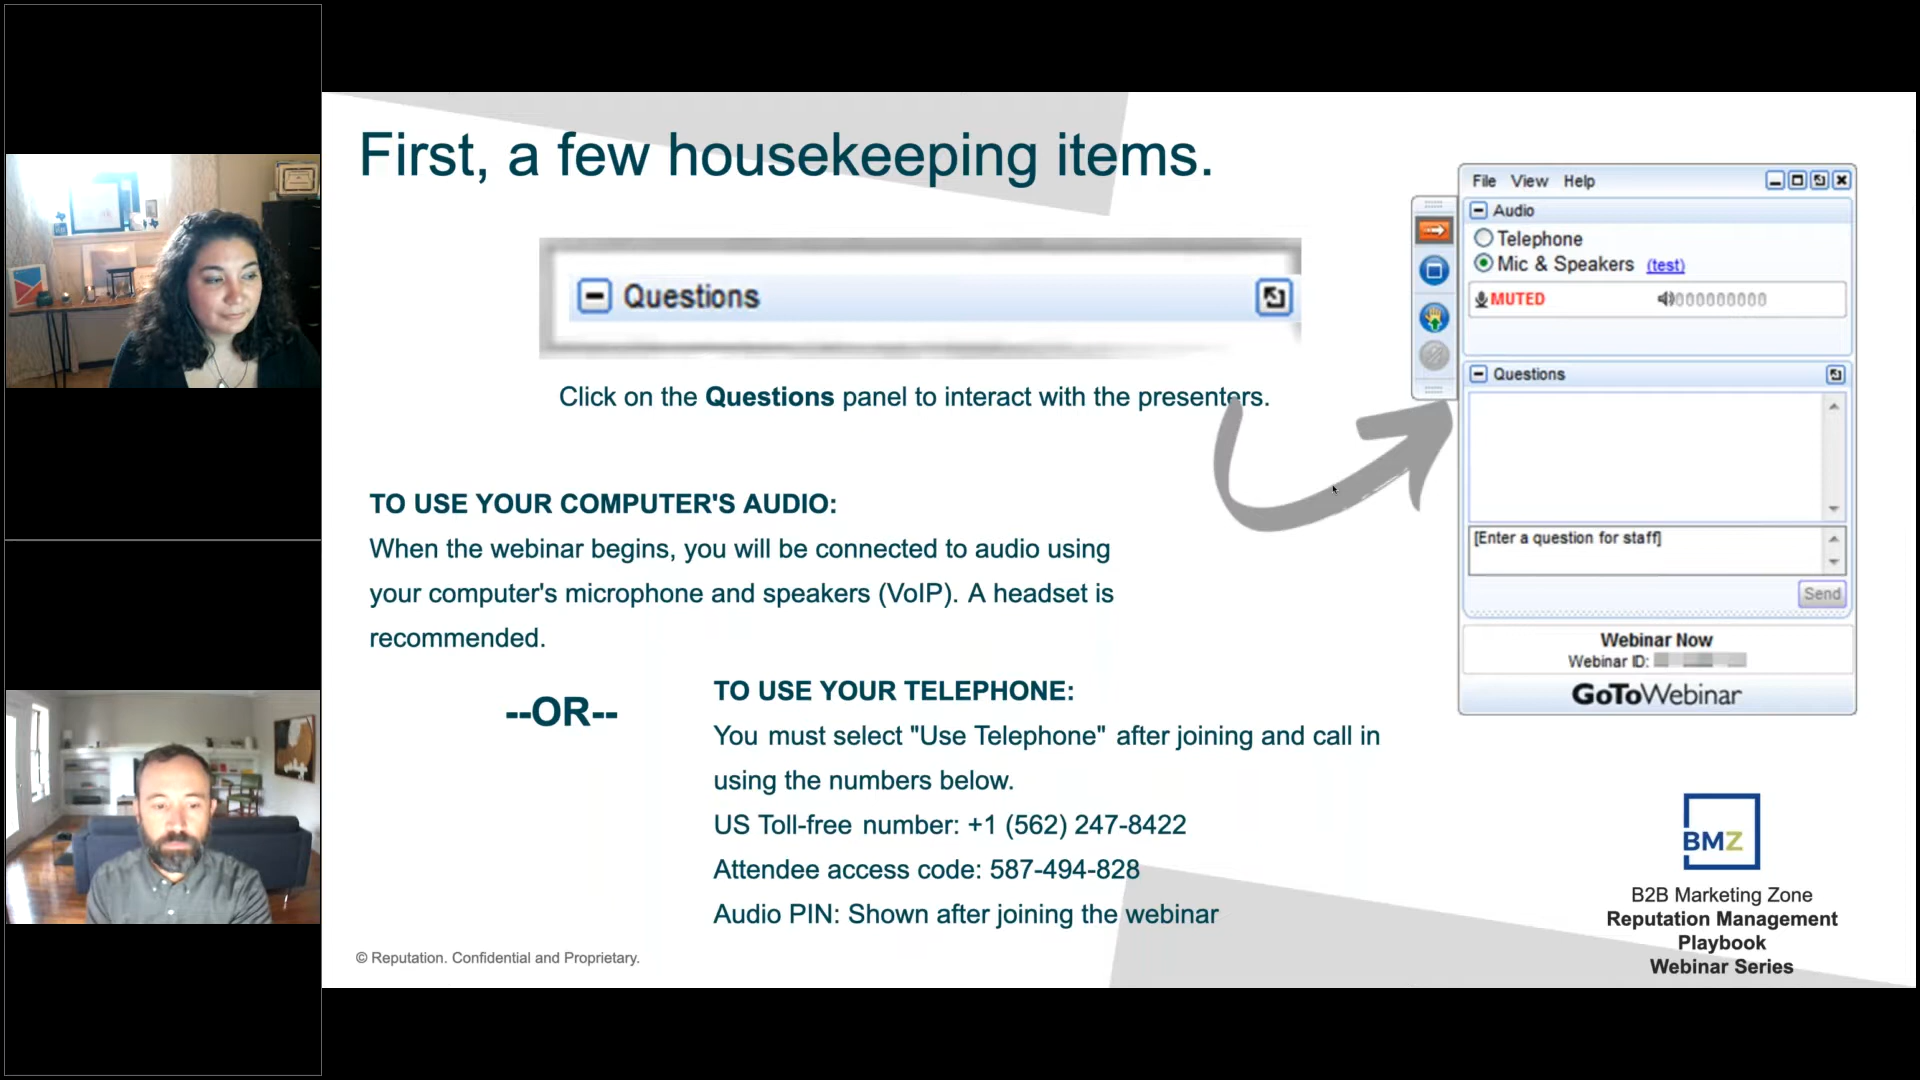 First, a few housekeeping items.
Questions
Click on the Questions panel to interact with the presenters.
TO USE YOUR COMPUTER'S AUDIO:
When the webinar begins, you will be connected to audio using
your computer's microphone and speakers (VoIP). A headset is
recommended.
--OR--
TO USE YOUR TELEPHONE:
You must select "Use Telephone" after joining and call in
using the numbers below.
US Toll-free number: +1 (562) 247-8422
Attendee access code: 587-494-828
Audio PIN: Shown after joining the webinar
© Reputation. Confidential and Proprietary.
File View Help
Audio
Telephone
Mic & Speakers (test)
MUTED 000000000
Questions
[Enter a question for staff]
Send
Webinar Now
Webinar ID:
GoToWebinar
BMZ
B2B Marketing Zone
Reputation Management
Playbook
Webinar Series